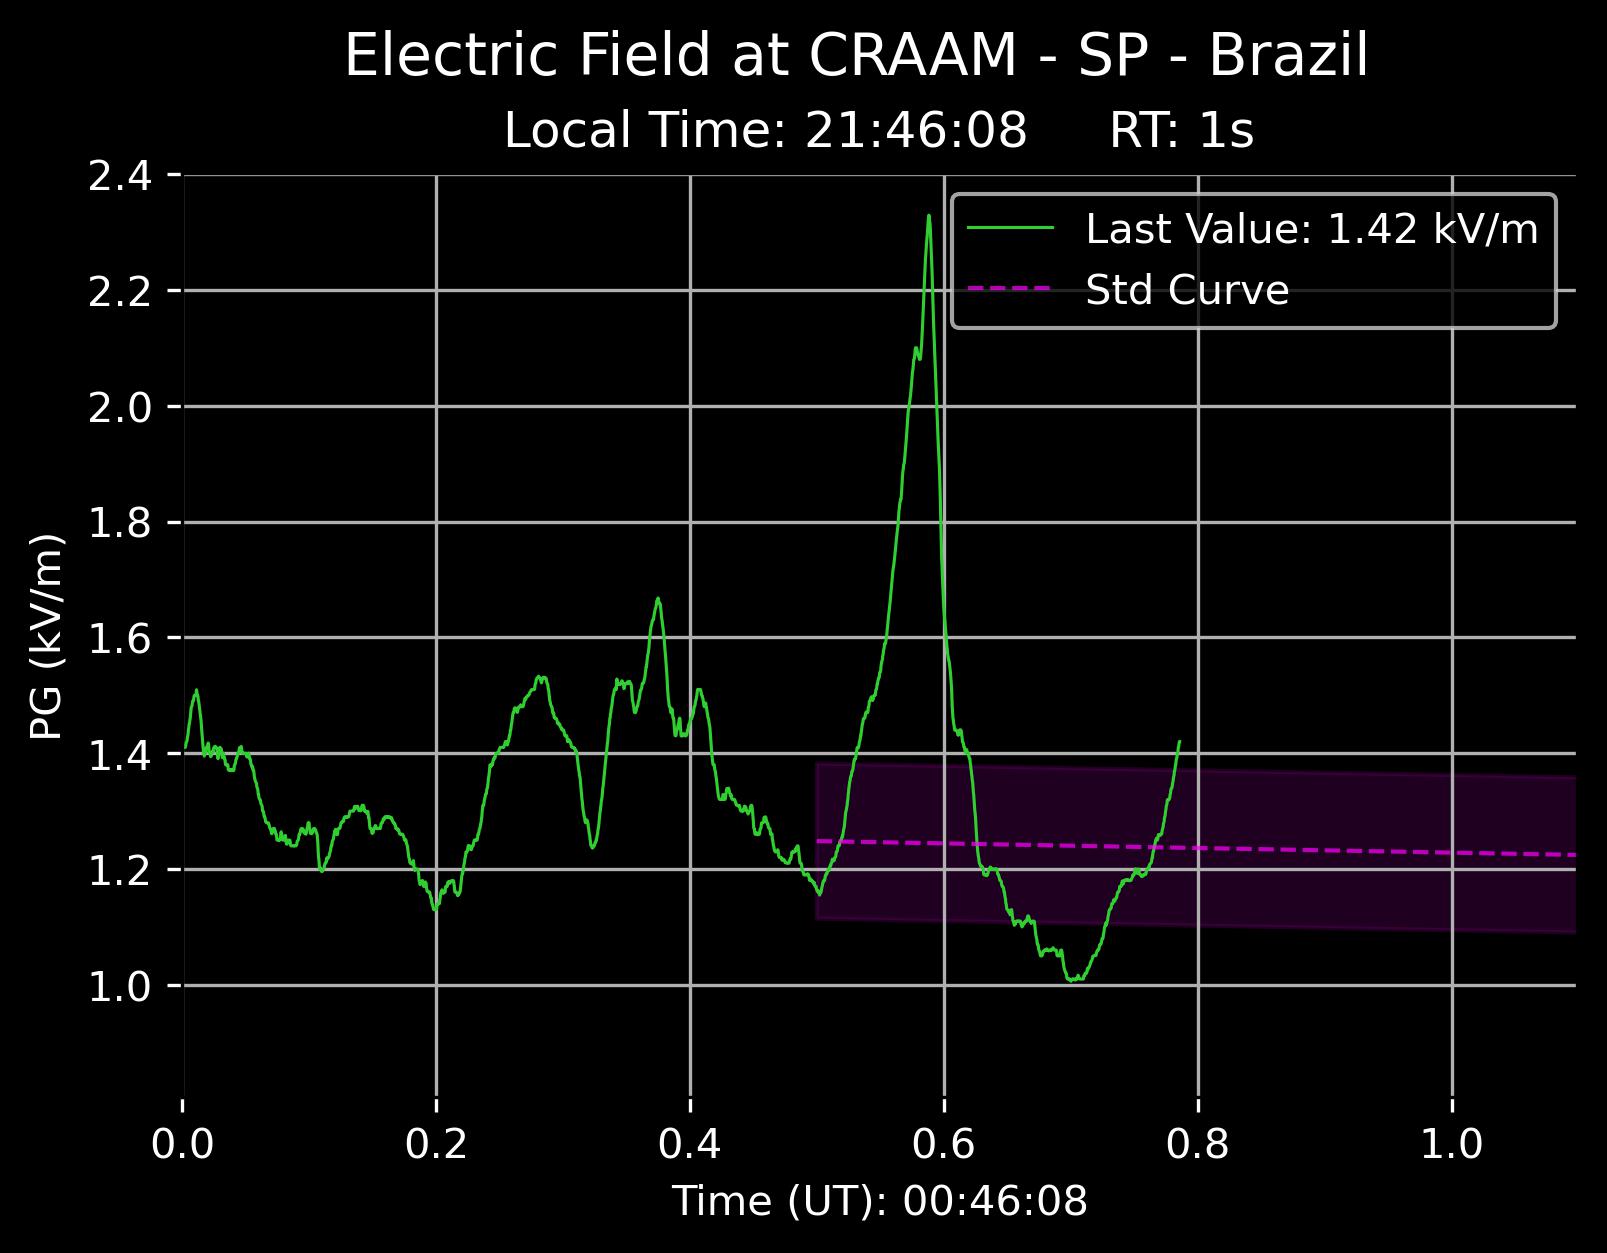 Electric Field at CRAAM - SP - Brazil
Local Time: 21:46:08 RT: 1s
Last Value: 1.42 kV/m
Std Curve
PG (kV/m)
2.4
2.2
2.0
1.8
1.6
1.4
1.2
1.0
0.0 0.2 0.4 0.6 0.8 1.0
Time (UT): 00:46:08